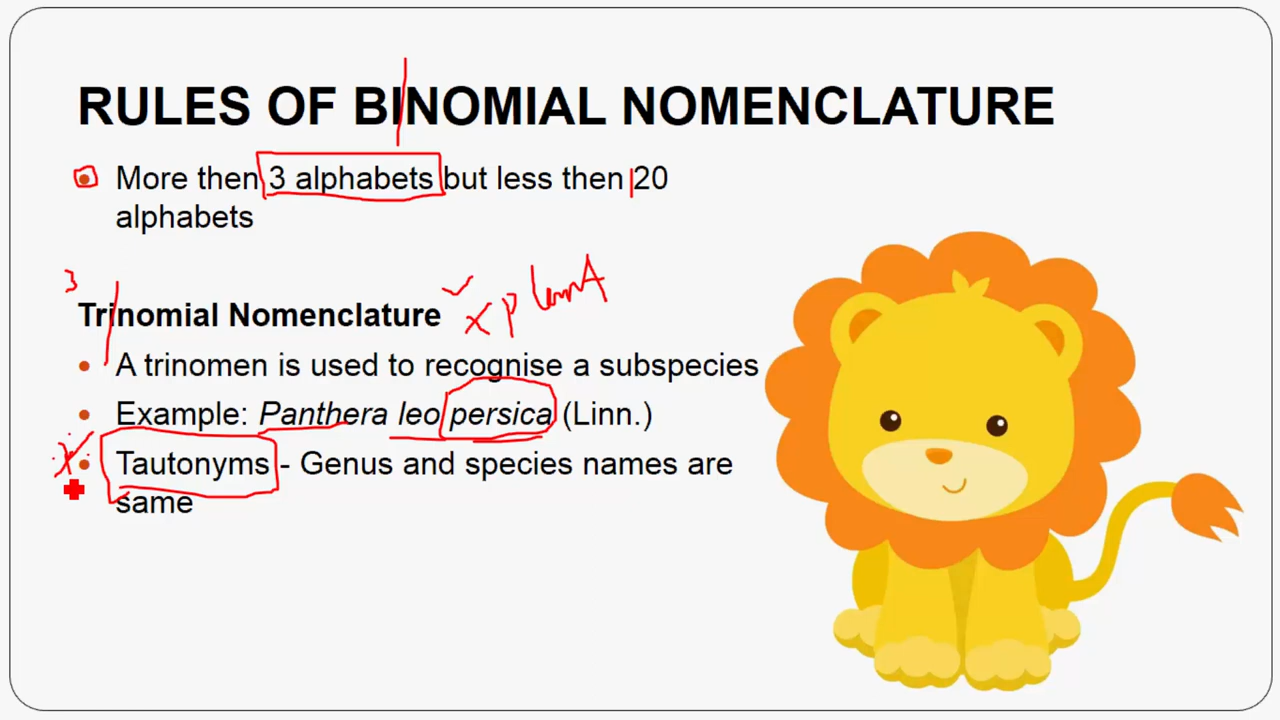 RULES OF BINOMIAL NOMENCLATURE
• More then 3 alphabets but less then 20
alphabets
3
Trinomial Nomenclature
• A trinomen is used to recognise a subspecies
• Example: Panthera leo persica (Linn.)
• Tautonyms - Genus and species names are
same